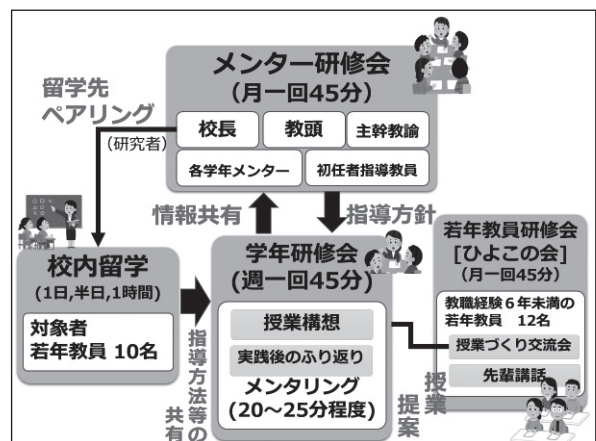 メンター研修会
(月一回45分)
校長
教頭
主幹教諭
各学年メンター
初任者指導教員
留学先
ペアリング
(研究者)
情報共有
指導方針
校内留学
(1日,半日,1時間)
対象者
若年教員 10名
指導方法等の
共有
学年研修会
(週一回45分)
授業構想
実践後のふり返り
メンタリング
(20～25分程度)
授業
提案
若年教員研修会
[ひよこの会]
(月一回45分)
教職経験6年未満の
若年教員 12名
授業づくり交流会
先輩講話